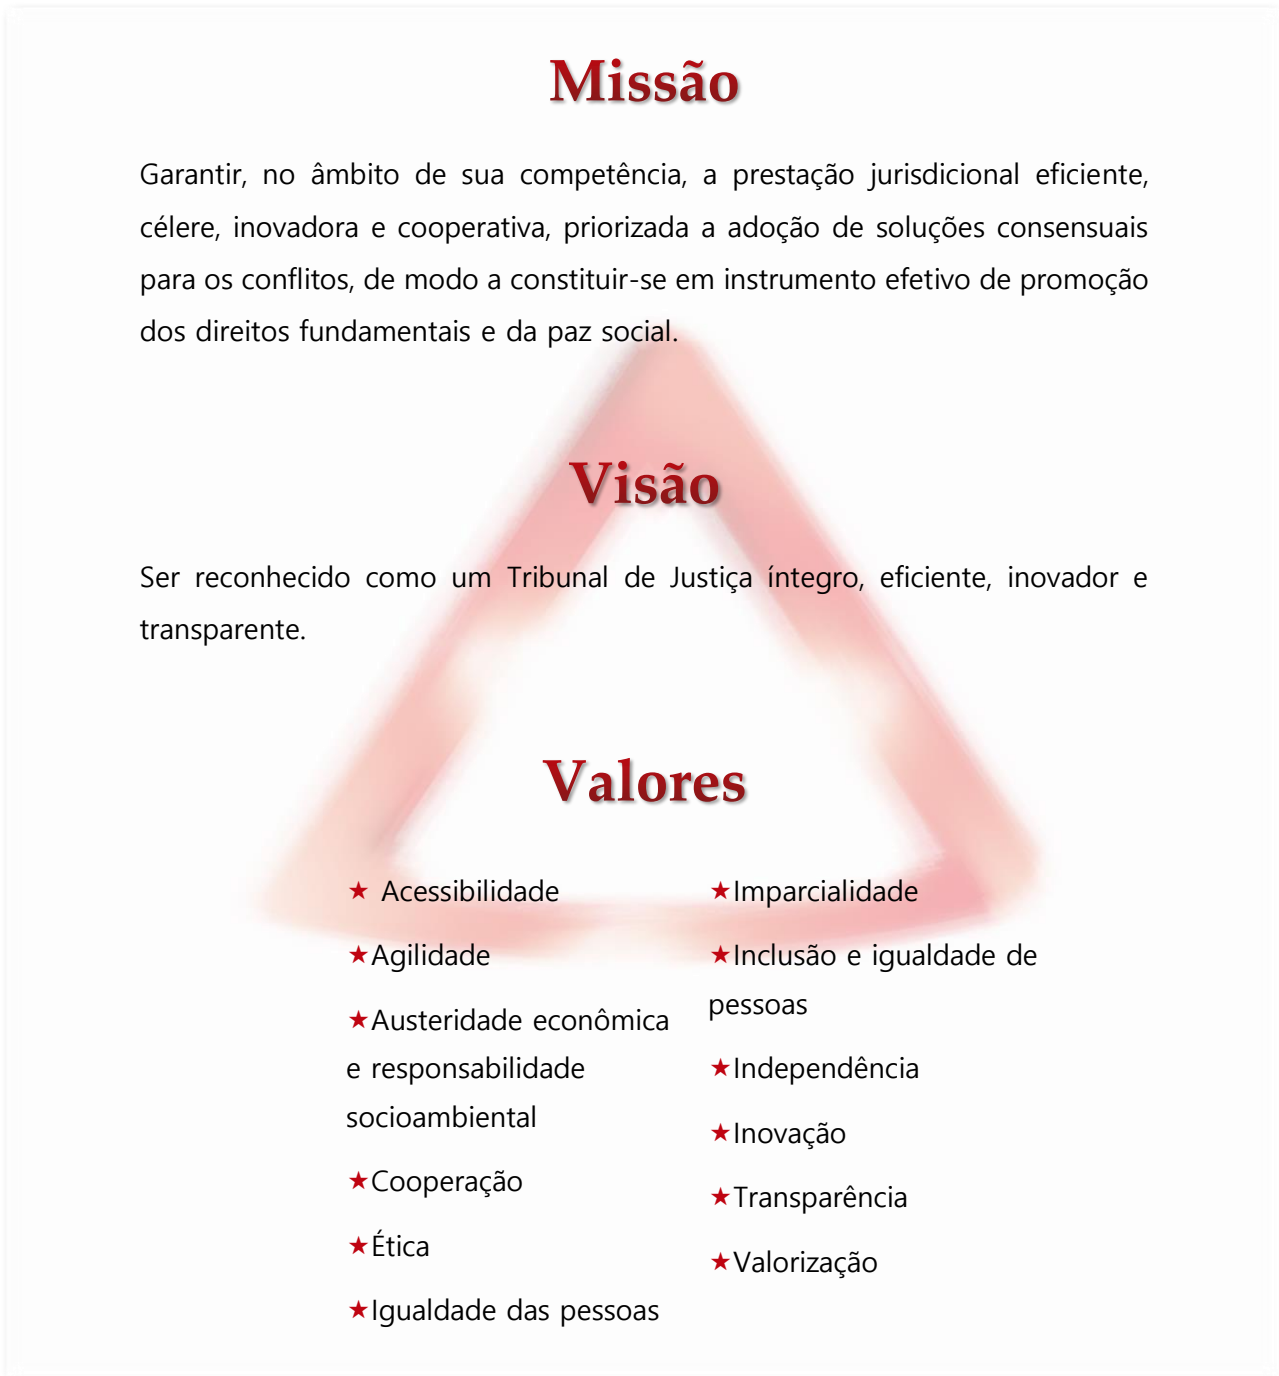 Missão
Garantir, no âmbito de sua competência, a prestação jurisdicional eficiente,
célere, inovadora e cooperativa, priorizada a adoção de soluções consensuais
para os conflitos, de modo a constituir-se em instrumento efetivo de promoção
dos direitos fundamentais e da paz social.
Visão
Ser reconhecido como um Tribunal de Justiça íntegro, eficiente, inovador e
transparente.
Valores
★ Acessibilidade
★Agilidade
★Austeridade econômica
e responsabilidade
socioambiental
★Cooperação
★Ética
★Igualdade das pessoas
★Imparcialidade
★Inclusão e igualdade de
pessoas
★Independência
★Inovação
★Transparência
★Valorização